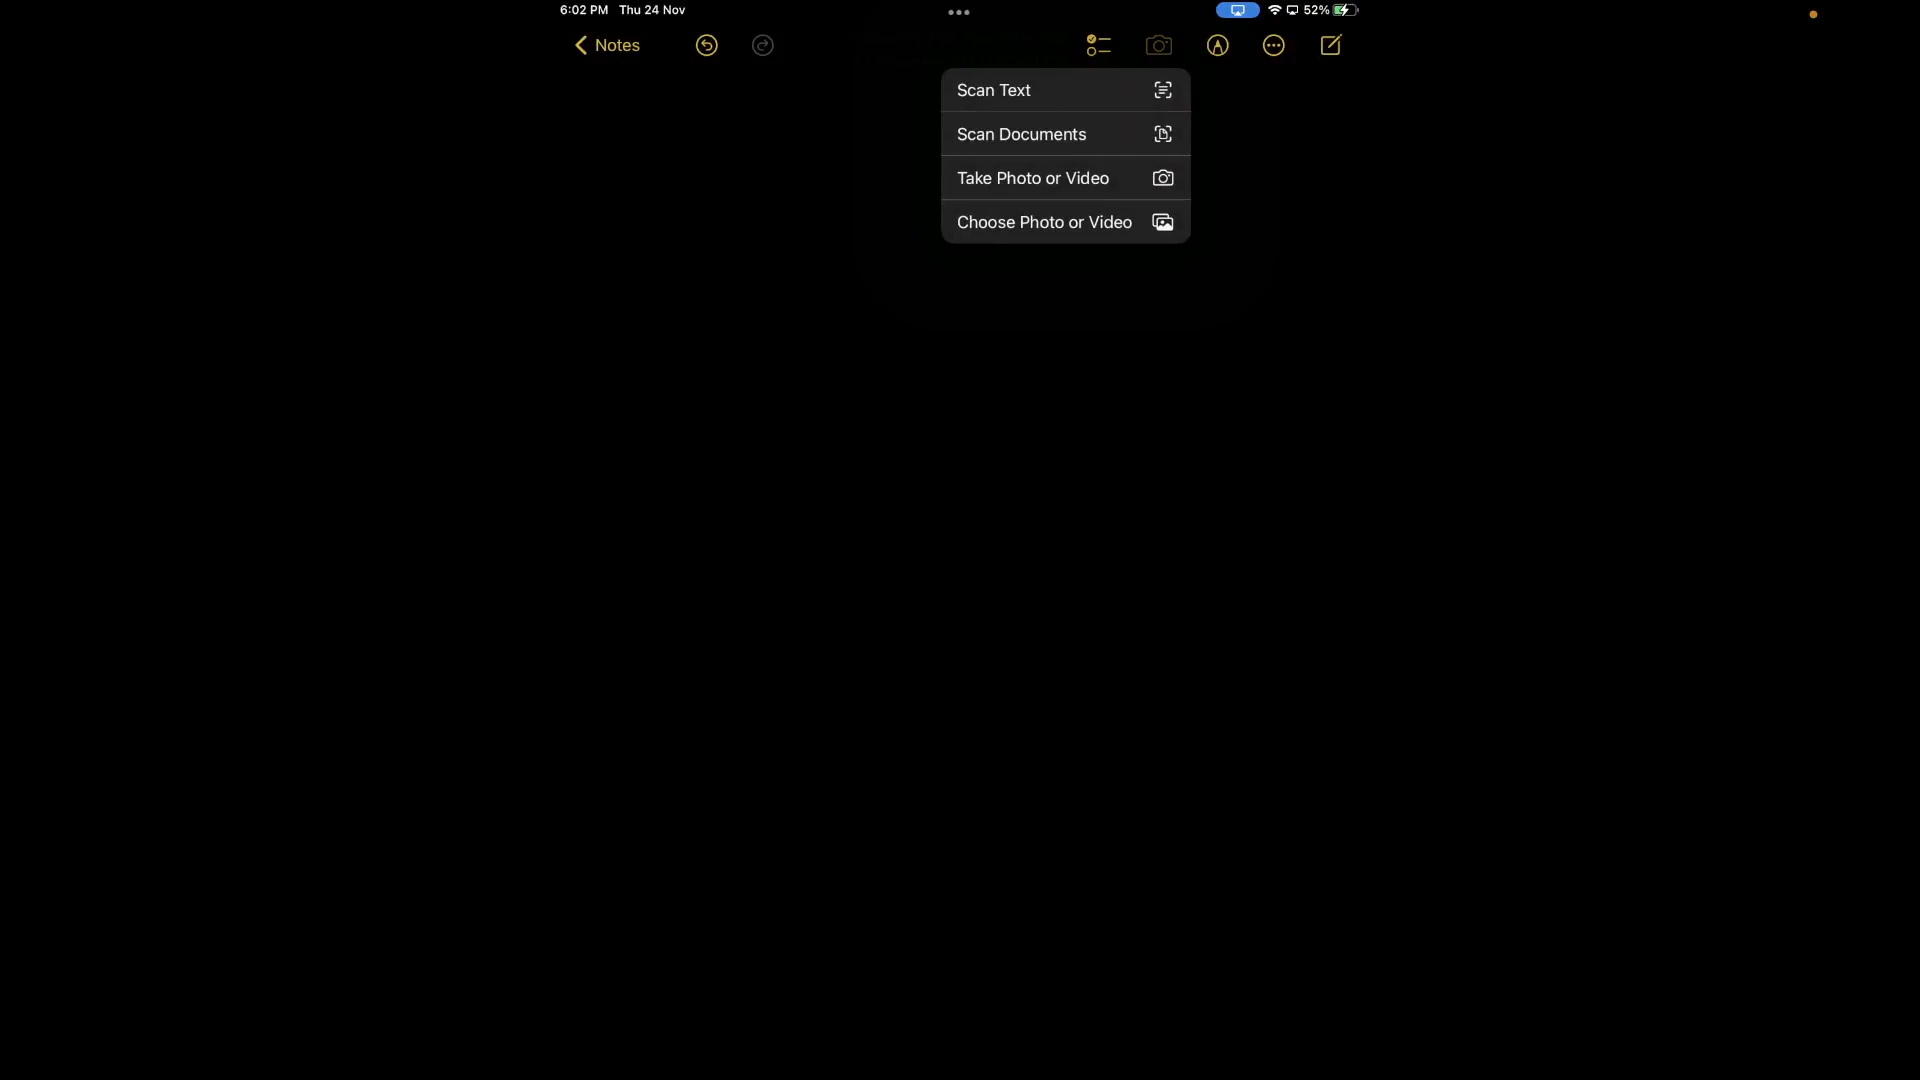 6:02 PM Thu 24 Nov
52%
Notes
Scan Text
Scan Documents
Take Photo or Video
Choose Photo or Video